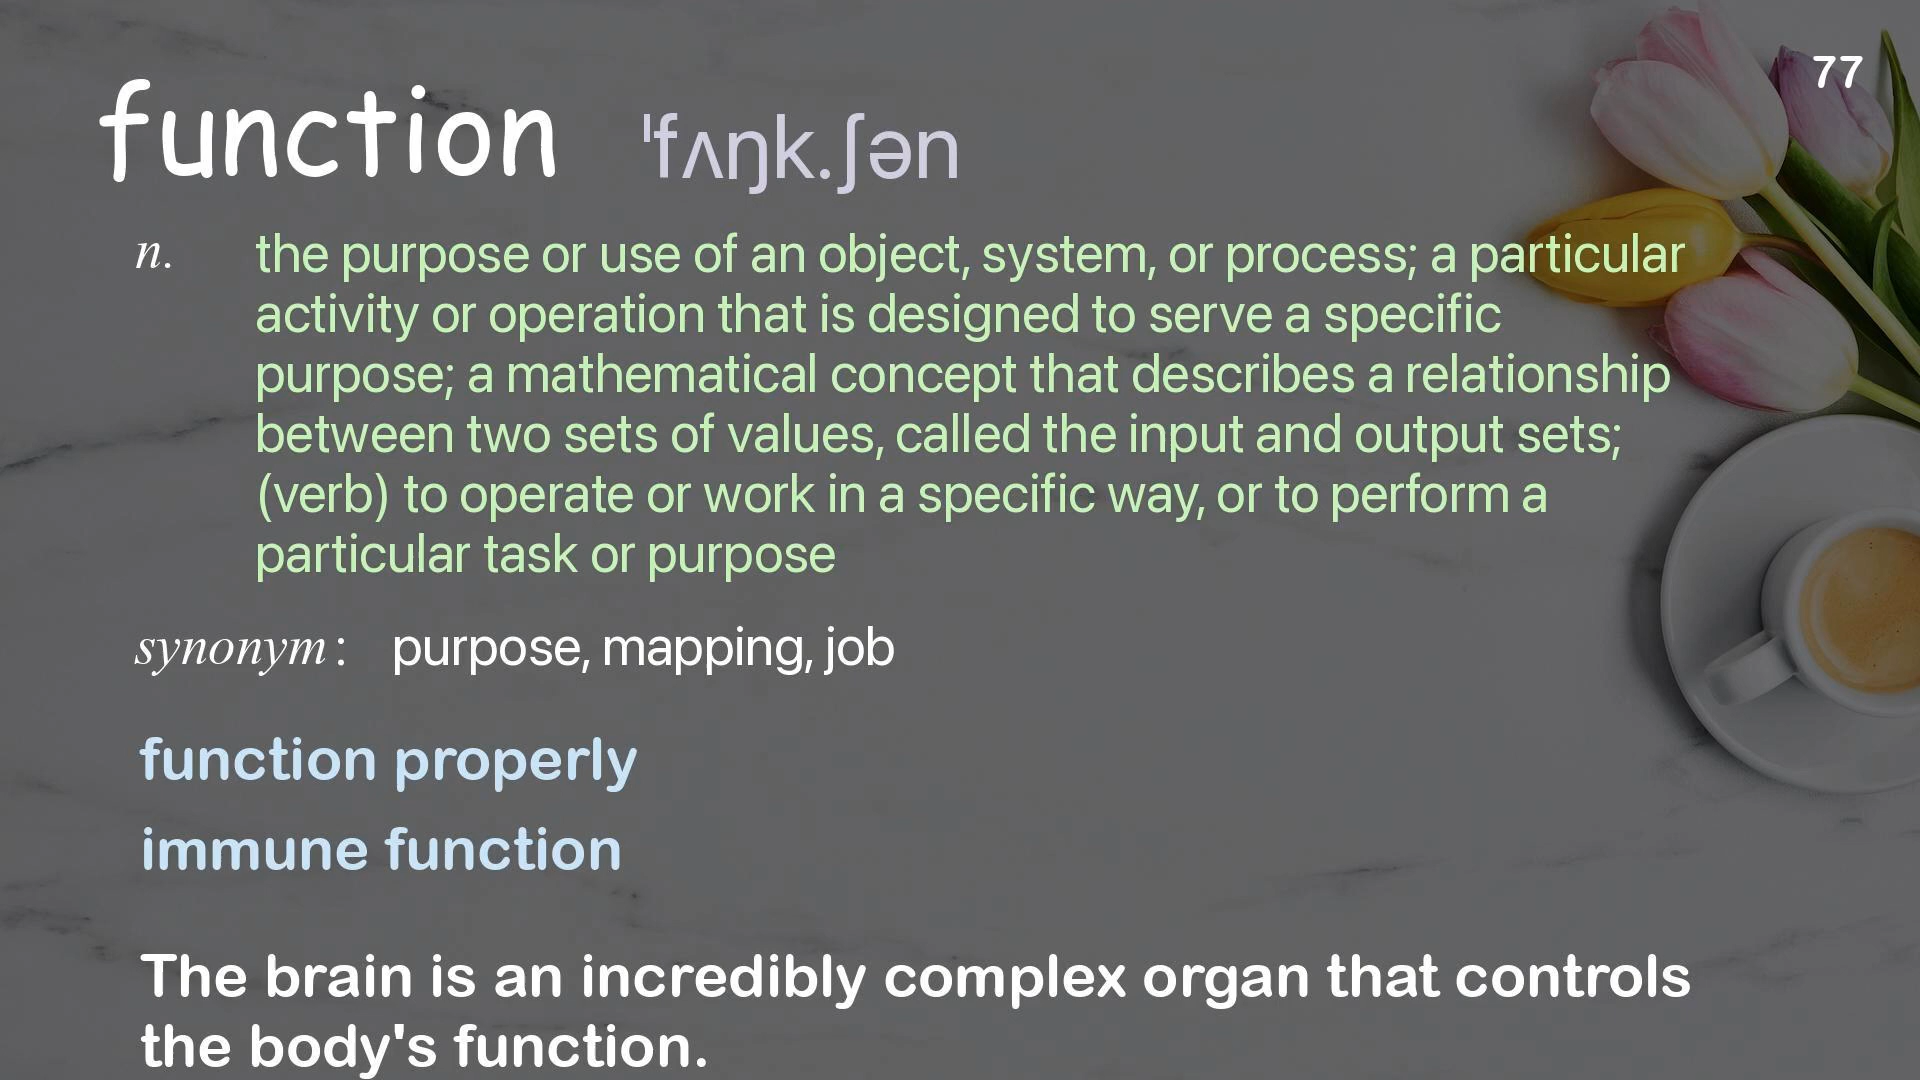 77
function ˈfʌŋk.ʃən
n. the purpose or use of an object, system, or process; a particular
activity or operation that is designed to serve a specific
purpose; a mathematical concept that describes a relationship
between two sets of values, called the input and output sets;
(verb) to operate or work in a specific way, or to perform a
particular task or purpose
synonym: purpose, mapping, job
function properly
immune function
The brain is an incredibly complex organ that controls
the body's function.